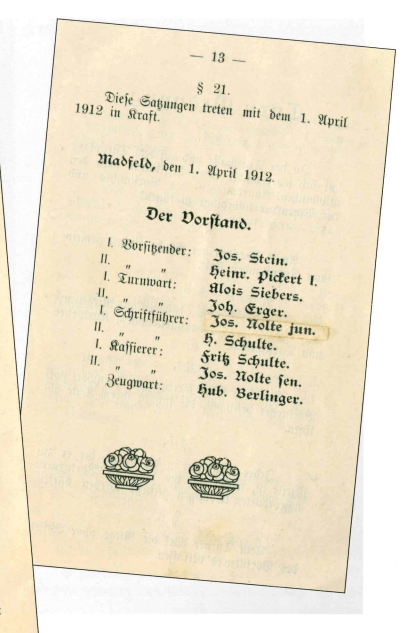 — 13 —
§ 21.
Diese Satzungen treten mit dem 1. April
1912 in Kraft.
Madfeld, den 1. April 1912.
Der Vorstand.
I. Vorsitzender: Jos. Stein.
II. " " Heinr. Pickert I.
I. Turnwart: Alois Siebers.
II. " " Joh. Erger.
I. Schriftführer: Jos. Nolte jun.
II. " " H. Schulte.
I. Kassierer: Fritz Schulte.
II. " " Jos. Nolte sen.
Zeugwart: Hub. Berlinger.